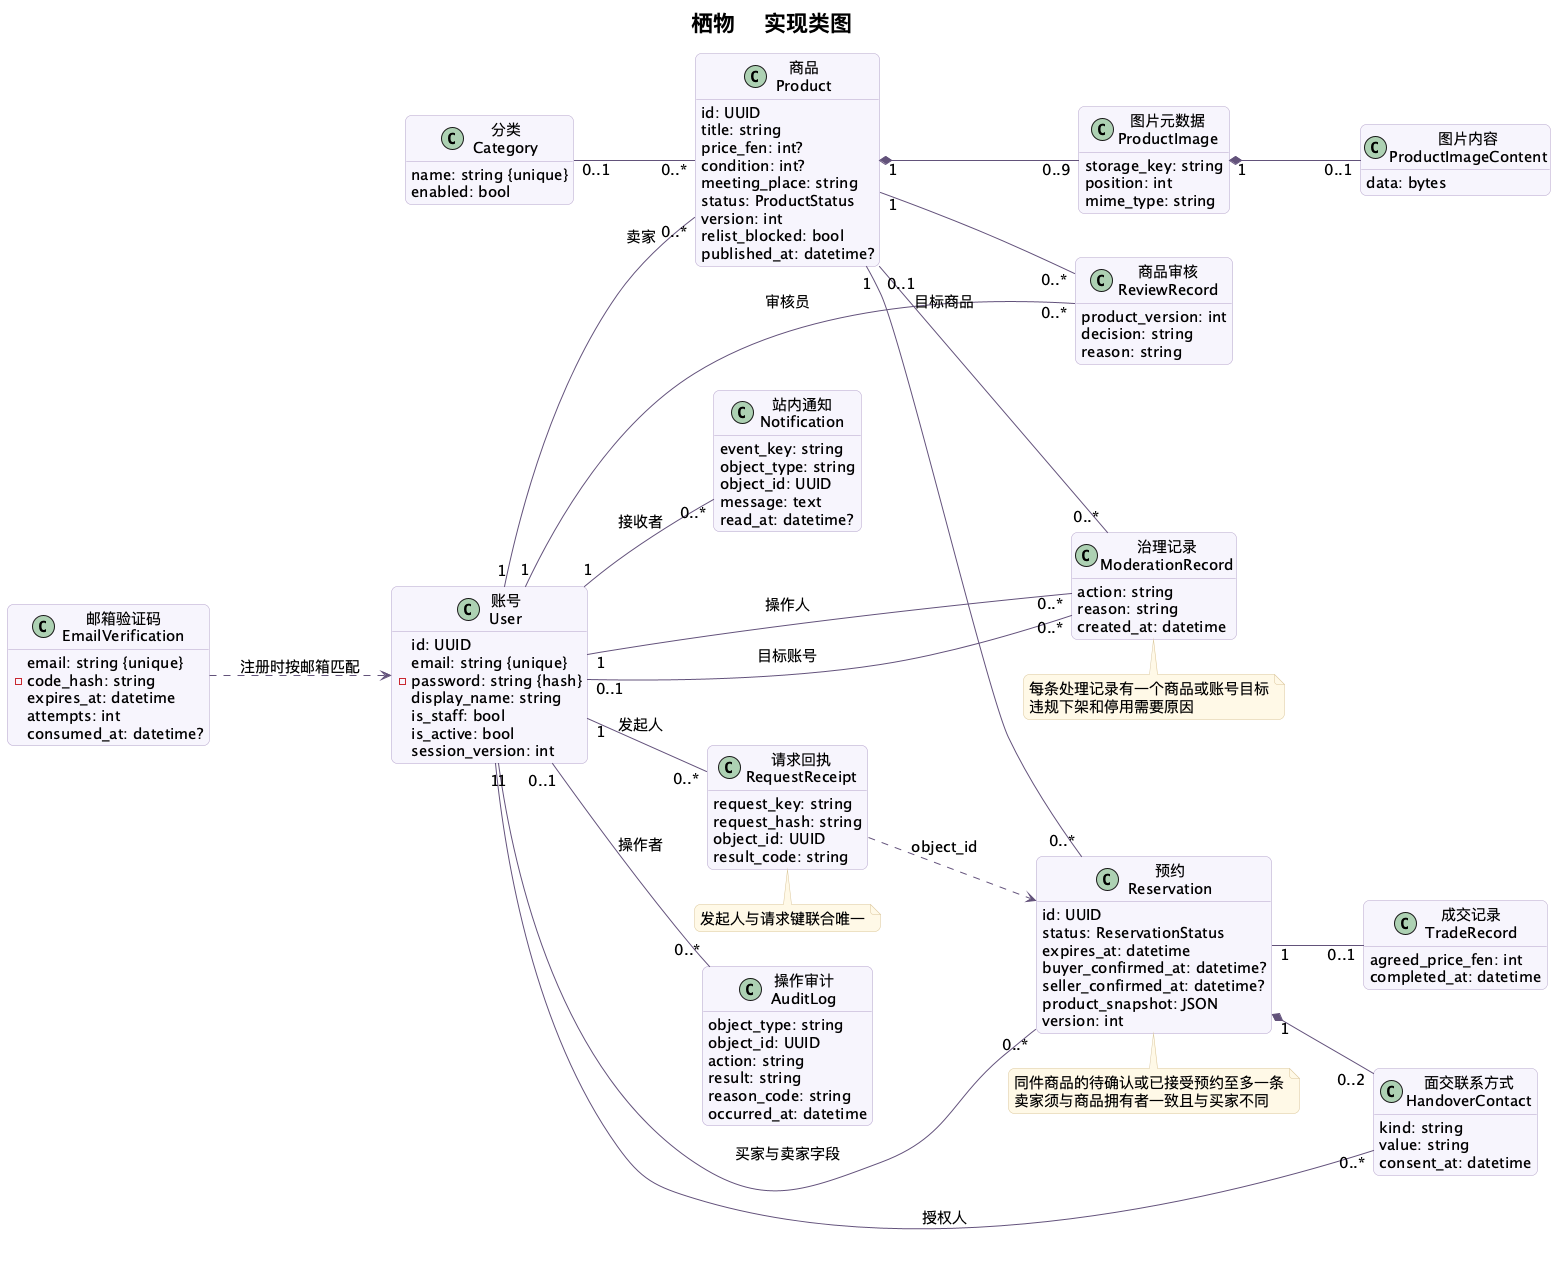 栖物 实现类图
C 商品
Product
id: UUID
title: string
price_fen: int?
condition: int?
meeting_place: string
status: ProductStatus
version: int
relist_blocked: bool
published_at: datetime?
C 分类
Category
name: string {unique}
enabled: bool
0..1
0..*
C 图片元数据
ProductImage
storage_key: string
position: int
mime_type: string
1
0..9
C 图片内容
ProductImageContent
data: bytes
1
0..1
卖家
0..*
1
1
0..*
C 商品审核
ReviewRecord
product_version: int
decision: string
reason: string
审核员
0..*
1
1
0..1
目标商品
0..*
C 站内通知
Notification
event_key: string
object_type: string
object_id: UUID
message: text
read_at: datetime?
接收者
0..*
1
C 治理记录
ModerationRecord
action: string
reason: string
created_at: datetime
操作人
0..*
1
目标账号
0..*
0..1
每条处理记录有一个商品或账号目标
违规下架和停用需要原因
C 邮箱验证码
EmailVerification
email: string {unique}
code_hash: string
expires_at: datetime
attempts: int
consumed_at: datetime?
注册时按邮箱匹配
C 账号
User
id: UUID
email: string {unique}
password: string {hash}
display_name: string
is_staff: bool
is_active: bool
session_version: int
发起人
1
0..*
C 请求回执
RequestReceipt
request_key: string
request_hash: string
object_id: UUID
result_code: string
发起人与请求键联合唯一
object_id
1
1
0..1
操作者
0..*
C 操作审计
AuditLog
object_type: string
object_id: UUID
action: string
result: string
reason_code: string
occurred_at: datetime
0..*
C 预约
Reservation
id: UUID
status: ReservationStatus
expires_at: datetime
buyer_confirmed_at: datetime?
seller_confirmed_at: datetime?
product_snapshot: JSON
version: int
0..*
同件商品的待确认或已接受预约至多一条
卖家须与商品拥有者一致且与买家不同
C 成交记录
TradeRecord
agreed_price_fen: int
completed_at: datetime
1
0..1
1
0..2
C 面交联系方式
HandoverContact
kind: string
value: string
consent_at: datetime
0..*
买家与卖家字段
授权人